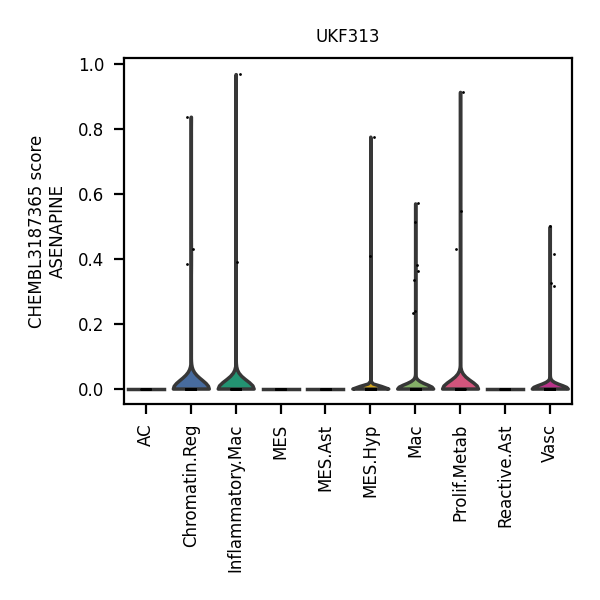 UKF313
CHEMBL3187365 score
ASENAPINE
1.0
0.8
0.6
0.4
0.2
0.0
AC
Chromatin.Reg
Inflammatory.Mac
MES
MES.Ast
MES.Hyp
Mac
Prolif.Metab
Reactive.Ast
Vasc